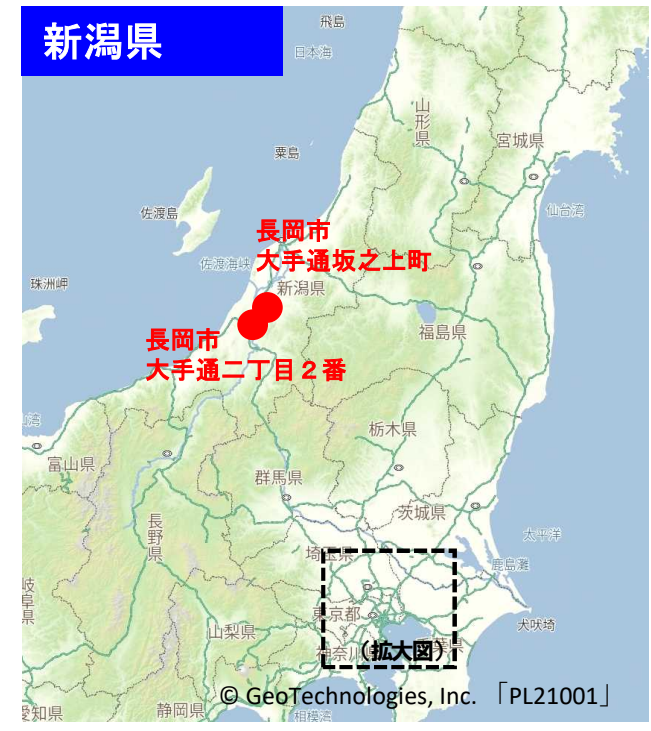 新潟県
飛島
日本海
山形県
宮城県
粟島
佐渡島
仙台湾
長岡市
大手通坂之上町
佐渡海峡
珠洲岬
新潟県
長岡市
大手通二丁目２番
福島県
栃木県
富山県
群馬県
茨城県
長野県
太平洋
埼玉県
鹿島灘
岐阜県
東京都
犬吠埼
山梨県
(拡大図)
千葉県
神奈川県
© GeoTechnologies, Inc. 「PL21001」
愛知県
静岡県
相模湾